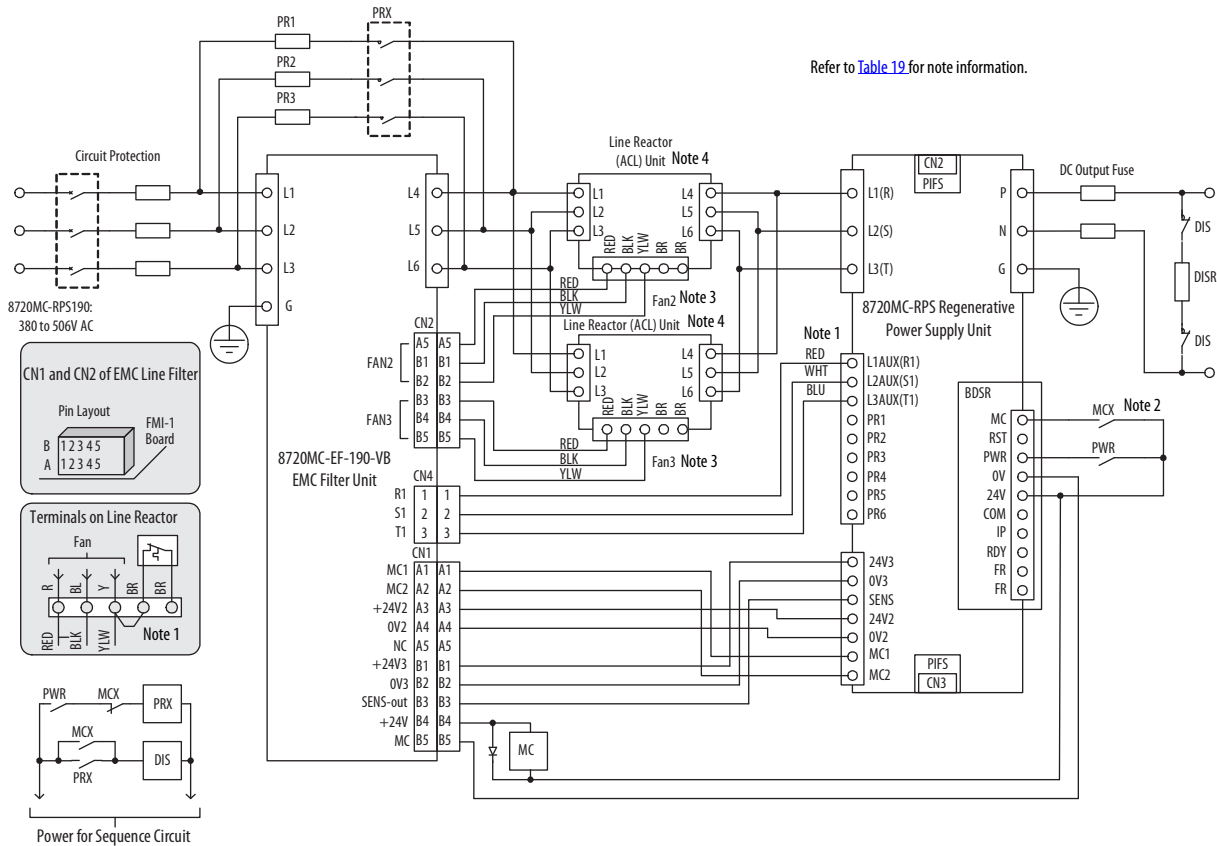 PR1
PRX
PR2
PR3
Refer to Table 19 for note information.
Circuit Protection
8720MC-RPS190:
380 to 506V AC
L1
L2
L3
G
L4
L5
L6
8720MC-EF-190-VB
EMC Filter Unit
Line Reactor
(ACL) Unit Note 4
L1
L2
L3
L4
L5
L6
RED
BLK
YLW
BR
BR
RED
BLK
YLW
Fan2 Note 3
Line Reactor (ACL) Unit Note 4
L1
L2
L3
L4
L5
L6
RED
BLK
YLW
BR
BR
RED
BLK
YLW
Fan3 Note 3
CN2
FAN2
A5 A5
B1 B1
B2 B2
FAN3
B3 B3
B4 B4
B5 B5
CN4
R1 1 1
S1 2 2
T1 3 3
CN1
MC1 A1 A1
MC2 A2 A2
+24V2 A3 A3
0V2 A4 A4
NC A5 A5
+24V3 B1 B1
0V3 B2 B2
SENS-out B3 B3
+24V B4 B4
MC B5 B5
MC
CN2
PIFS
L1(R)
L2(S)
L3(T)
P
N
G
8720MC-RPS Regenerative
Power Supply Unit
Note 1
RED
WHT
BLU
L1AUX(R1)
L2AUX(S1)
L3AUX(T1)
PR1
PR2
PR3
PR4
PR5
PR6
24V3
0V3
SENS
24V2
0V2
MC1
MC2
PIFS
CN3
BDSR
MC
RST
PWR
0V
24V
COM
IP
RDY
FR
FR
MCX Note 2
PWR
DC Output Fuse
DIS
DISR
DIS
CN1 and CN2 of EMC Line Filter
Pin Layout
FMI-1
Board
B 1 2 3 4 5
A 1 2 3 4 5
Terminals on Line Reactor
Fan
R
BL
Y
BR
BR
RED
BLK
YLW
Note 1
PWR
MCX
PRX
MCX
PRX
DIS
Power for Sequence Circuit